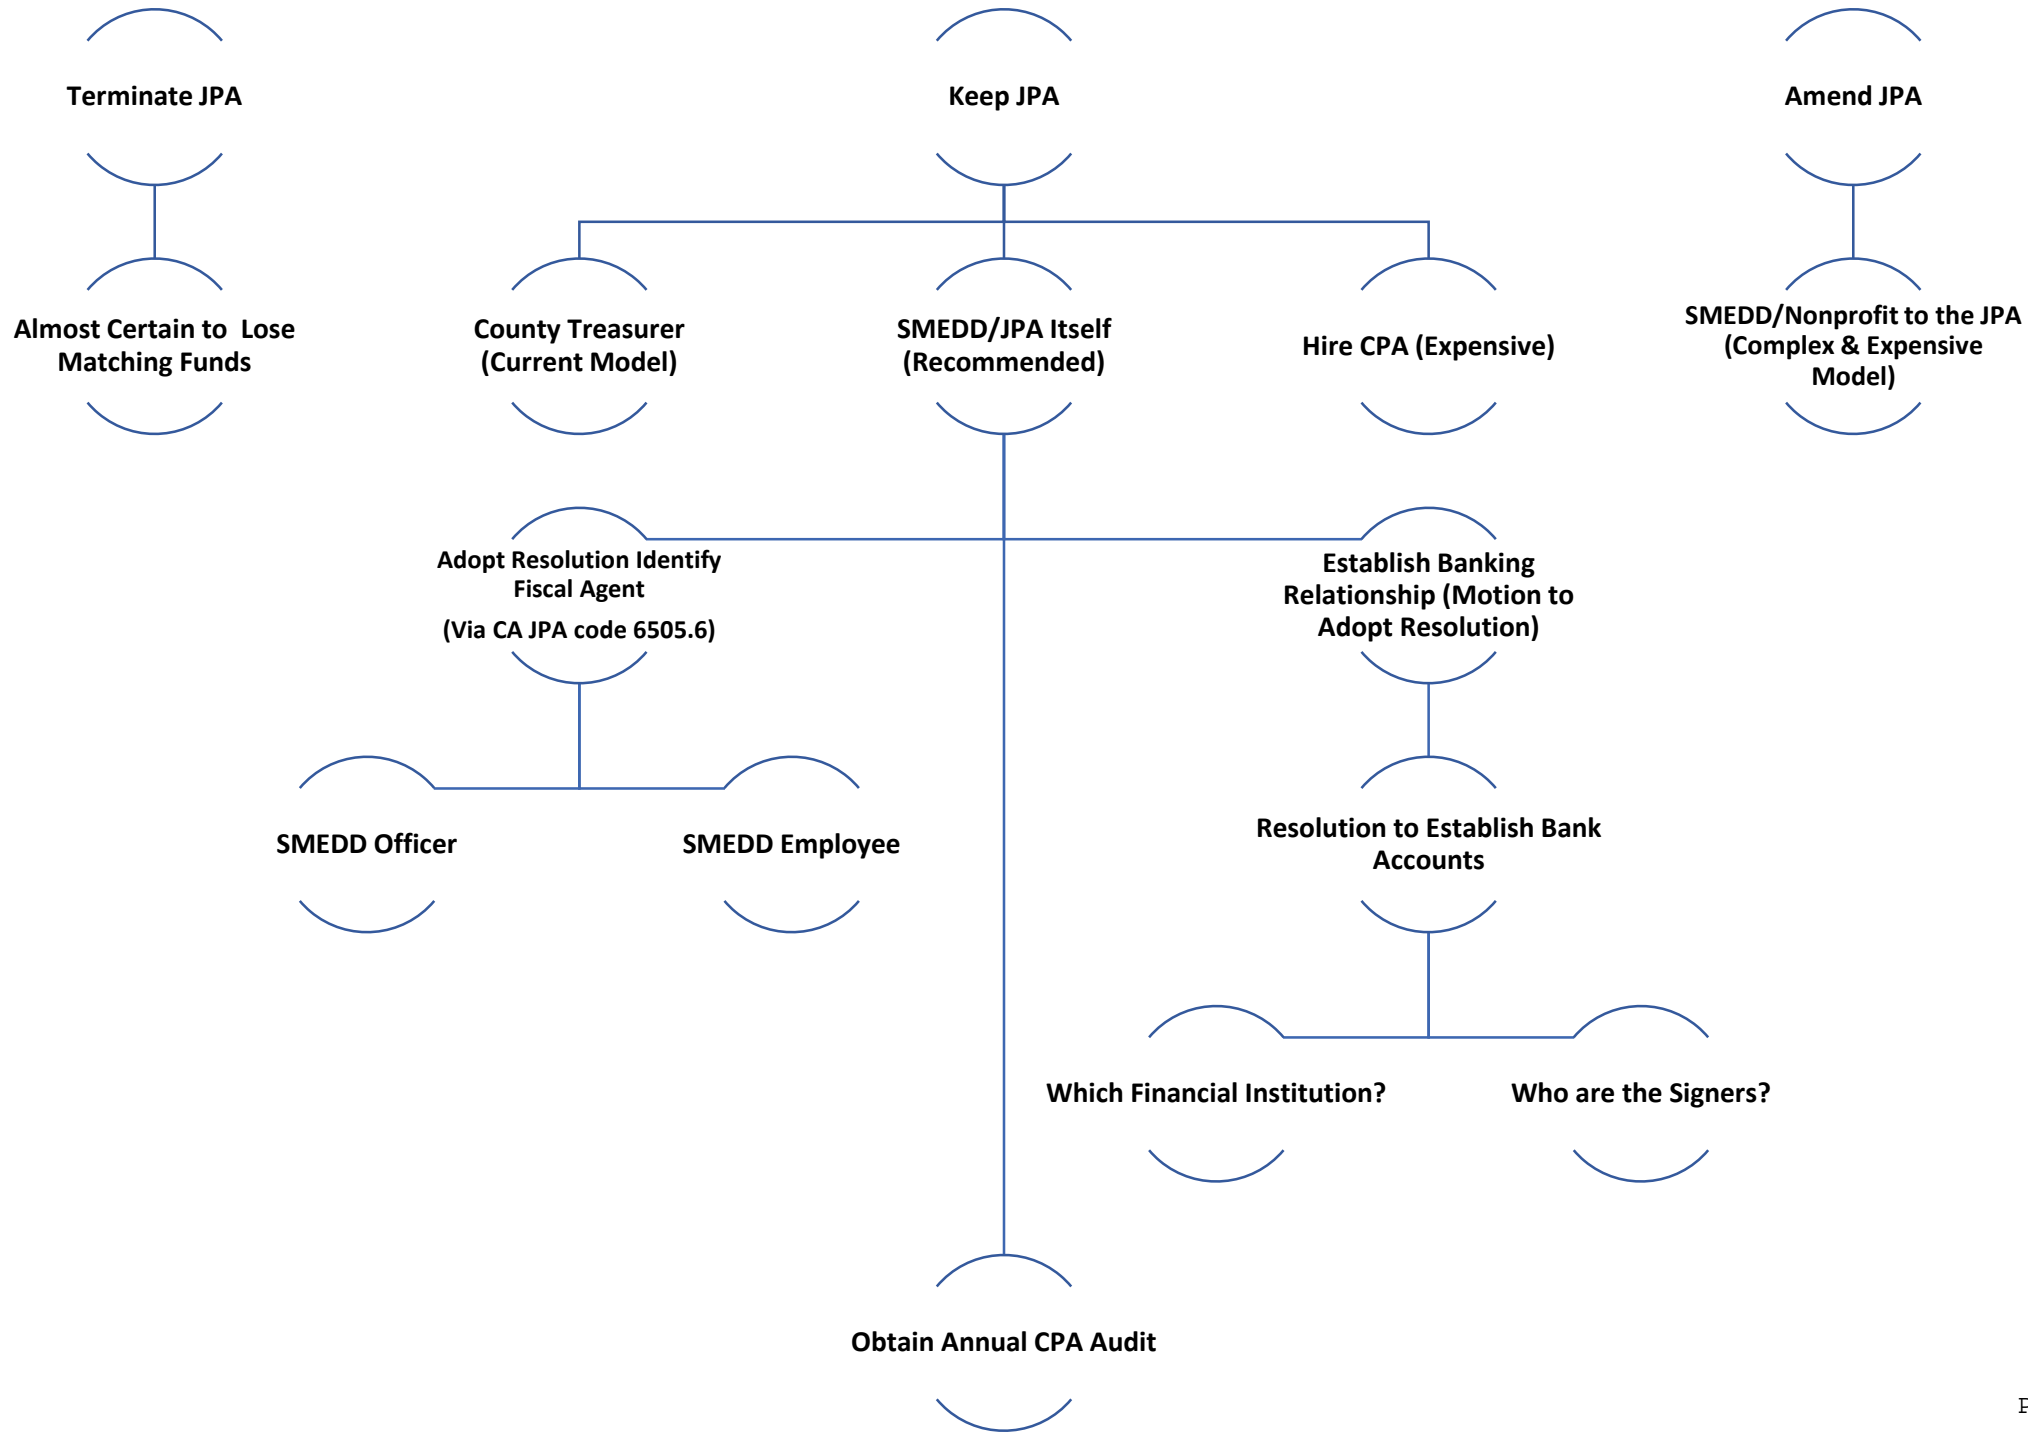 Terminate JPA
Keep JPA
Amend JPA
Almost Certain to Lose
Matching Funds
County Treasurer
(Current Model)
SMEDD/JPA Itself
(Recommended)
Hire CPA (Expensive)
SMEDD/Nonprofit to the JPA
(Complex & Expensive
Model)
Adopt Resolution Identify
Fiscal Agent
(Via CA JPA code 6505.6)
Establish Banking
Relationship (Motion to
Adopt Resolution)
SMEDD Officer
SMEDD Employee
Resolution to Establish Bank
Accounts
Which Financial Institution?
Who are the Signers?
Obtain Annual CPA Audit